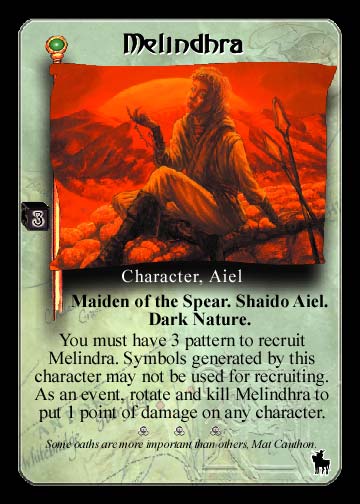 Melindhra
3
Character, Aiel
Maiden of the Spear. Shaido Aiel.
Dark Nature.
You must have 3 pattern to recruit
Melindra. Symbols generated by this
character may not be used for recruiting.
As an event, rotate and kill Melindhra to
put 1 point of damage on any character.
Some oaths are more important than others, Mat Cauthon.